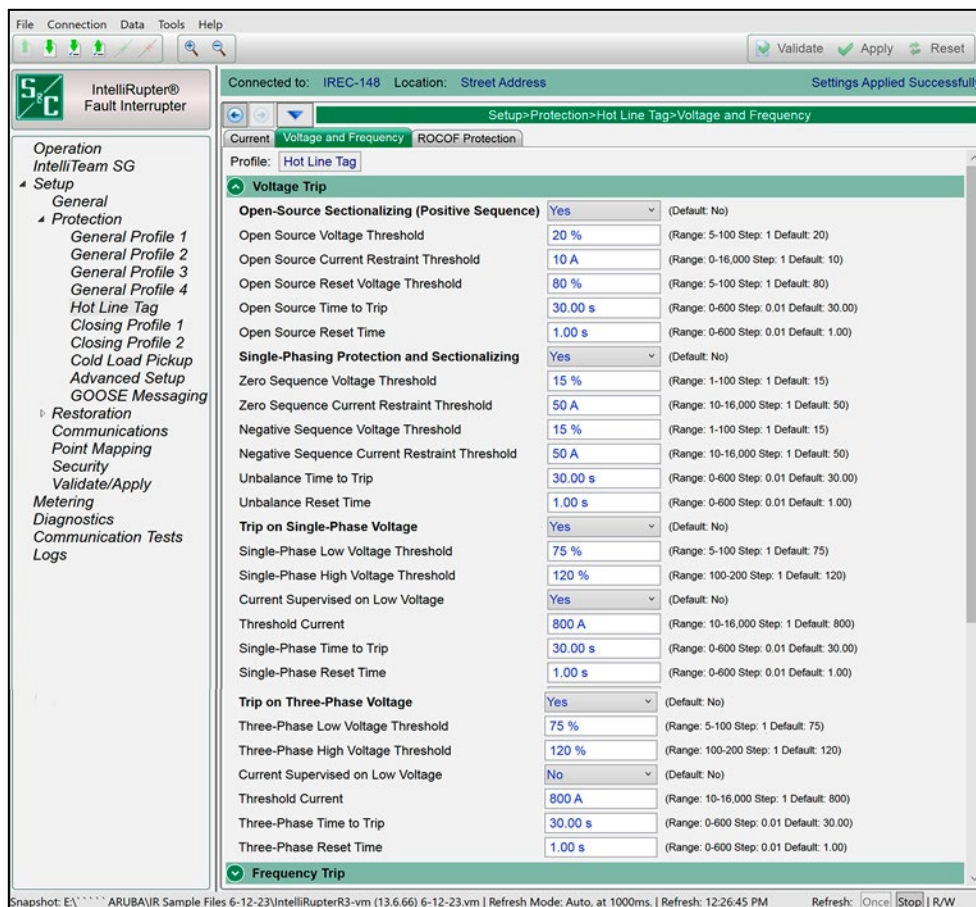 File Connection Data Tools Help
Validate Apply Reset
S&C
IntelliRupter®
Fault Interrupter
Connected to: IREC-148 Location: Street Address Settings Applied Successfully
Setup>Protection>Hot Line Tag>Voltage and Frequency
Current Voltage and Frequency ROCOF Protection
Operation
IntelliTeam SG
Setup
General
Protection
General Profile 1
General Profile 2
General Profile 3
General Profile 4
Hot Line Tag
Closing Profile 1
Closing Profile 2
Cold Load Pickup
Advanced Setup
GOOSE Messaging
Restoration
Communications
Point Mapping
Security
Validate/Apply
Metering
Diagnostics
Communication Tests
Logs
Profile: Hot Line Tag
Voltage Trip
Open-Source Sectionalizing (Positive Sequence) Yes (Default: No)
Open Source Voltage Threshold 20 % (Range: 5-100 Step: 1 Default: 20)
Open Source Current Restraint Threshold 10 A (Range: 0-16,000 Step: 1 Default: 10)
Open Source Reset Voltage Threshold 80 % (Range: 5-100 Step: 1 Default: 80)
Open Source Time to Trip 30.00 s (Range: 0-600 Step: 0.01 Default: 30.00)
Open Source Reset Time 1.00 s (Range: 0-600 Step: 0.01 Default: 1.00)
Single-Phasing Protection and Sectionalizing Yes (Default: No)
Zero Sequence Voltage Threshold 15 % (Range: 1-100 Step: 1 Default: 15)
Zero Sequence Current Restraint Threshold 50 A (Range: 10-16,000 Step: 1 Default: 50)
Negative Sequence Voltage Threshold 15 % (Range: 1-100 Step: 1 Default: 15)
Negative Sequence Current Restraint Threshold 50 A (Range: 10-16,000 Step: 1 Default: 50)
Unbalance Time to Trip 30.00 s (Range: 0-600 Step: 0.01 Default: 30.00)
Unbalance Reset Time 1.00 s (Range: 0-600 Step: 0.01 Default: 1.00)
Trip on Single-Phase Voltage Yes (Default: No)
Single-Phase Low Voltage Threshold 75 % (Range: 5-100 Step: 1 Default: 75)
Single-Phase High Voltage Threshold 120 % (Range: 100-200 Step: 1 Default: 120)
Current Supervised on Low Voltage Yes (Default: No)
Threshold Current 800 A (Range: 10-16,000 Step: 1 Default: 800)
Single-Phase Time to Trip 30.00 s (Range: 0-600 Step: 0.01 Default: 30.00)
Single-Phase Reset Time 1.00 s (Range: 0-600 Step: 0.01 Default: 1.00)
Trip on Three-Phase Voltage Yes (Default: No)
Three-Phase Low Voltage Threshold 75 % (Range: 5-100 Step: 1 Default: 75)
Three-Phase High Voltage Threshold 120 % (Range: 100-200 Step: 1 Default: 120)
Current Supervised on Low Voltage No (Default: No)
Threshold Current 800 A (Range: 10-16,000 Step: 1 Default: 800)
Three-Phase Time to Trip 30.00 s (Range: 0-600 Step: 0.01 Default: 30.00)
Three-Phase Reset Time 1.00 s (Range: 0-600 Step: 0.01 Default: 1.00)
Frequency Trip
Snapshot: E:\````` ARUBA\IR Sample Files 6-12-23\IntelliRupterR3-vm (13.6.66) 6-12-23.vm | Refresh Mode: Auto, at 1000ms. | Refresh: 12:26:45 PM Refresh: Once Stop | R/W